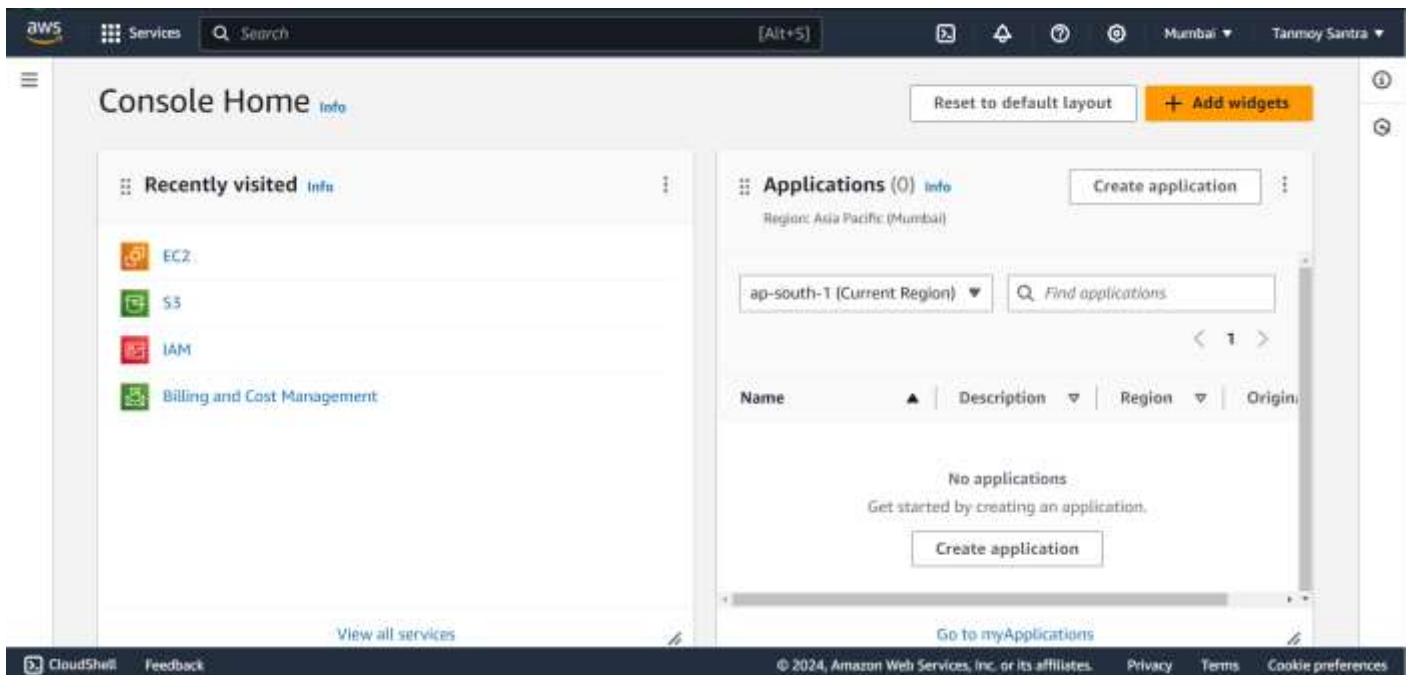 aws Services Search [Alt+S] Mumbai Tanmoy Santra
Console Home Info
Reset to default layout
+ Add widgets
Recently visited Info
EC2
S3
IAM
Billing and Cost Management
View all services
Applications (0) Info
Create application
Region: Asia Pacific (Mumbai)
ap-south-1 (Current Region)
Find applications
1
Name Description Region Origin
No applications
Get started by creating an application.
Create application
Go to myApplications
CloudShell Feedback © 2024, Amazon Web Services, Inc. or its affiliates. Privacy Terms Cookie preferences